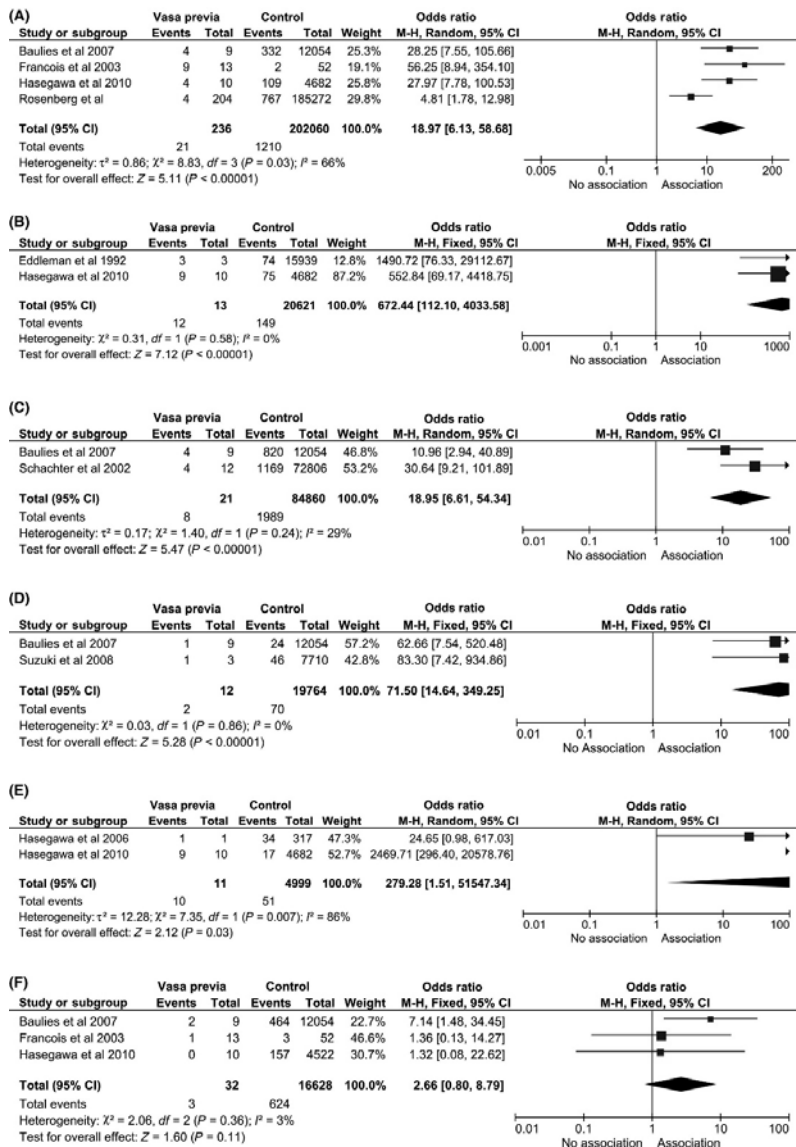 (A)
Vasa previa Control Odds ratio Odds ratio
Study or subgroup Events Total Events Total Weight M-H, Random, 95% CI M-H, Random, 95% CI
Baulies et al 2007 4 9 332 12054 25.3% 28.25 [7.55, 105.66]
Francois et al 2003 9 13 2 52 19.1% 56.25 [8.94, 354.10]
Hasegawa et al 2010 4 10 109 4682 25.8% 27.97 [7.78, 100.53]
Rosenberg et al 4 204 767 185272 29.8% 4.81 [1.78, 12.98]
Total (95% CI) 236 202060 100.0% 18.97 [6.13, 58.68]
Total events 21 1210
Heterogeneity: τ² = 0.86; χ² = 8.83, df = 3 (P = 0.03); I² = 66%
Test for overall effect: Z = 5.11 (P < 0.00001)
0.005 0.1 1 10 200
No association Association
(B)
Vasa previa Control Odds ratio Odds ratio
Study or subgroup Events Total Events Total Weight M-H, Fixed, 95% CI M-H, Fixed, 95% CI
Eddleman et al 1992 3 3 74 15939 12.8% 1490.72 [76.33, 29112.67]
Hasegawa et al 2010 9 10 75 4682 87.2% 552.84 [69.17, 4418.75]
Total (95% CI) 13 20621 100.0% 672.44 [112.10, 4033.58]
Total events 12 149
Heterogeneity: χ² = 0.31, df = 1 (P = 0.58); I² = 0%
Test for overall effect: Z = 7.12 (P < 0.00001)
0.001 0.1 1 10 1000
No association Association
(C)
Vasa previa Control Odds ratio Odds ratio
Study or subgroup Events Total Events Total Weight M-H, Random, 95% CI M-H, Random, 95% CI
Baulies et al 2007 4 9 820 12054 46.8% 10.96 [2.94, 40.89]
Schachter et al 2002 4 12 1169 72806 53.2% 30.64 [9.21, 101.89]
Total (95% CI) 21 84860 100.0% 18.95 [6.61, 54.34]
Total events 8 1989
Heterogeneity: τ² = 0.17; χ² = 1.40, df = 1 (P = 0.24); I² = 29%
Test for overall effect: Z = 5.47 (P < 0.00001)
0.01 0.1 1 10 100
No association Association
(D)
Vasa previa Control Odds ratio Odds ratio
Study or subgroup Events Total Events Total Weight M-H, Fixed, 95% CI M-H, Fixed, 95% CI
Baulies et al 2007 1 9 24 12054 57.2% 62.66 [7.54, 520.48]
Suzuki et al 2008 1 3 46 7710 42.8% 83.30 [7.42, 934.86]
Total (95% CI) 12 19764 100.0% 71.50 [14.64, 349.25]
Total events 2 70
Heterogeneity: χ² = 0.03, df = 1 (P = 0.86); I² = 0%
Test for overall effect: Z = 5.28 (P < 0.00001)
0.01 0.1 1 10 100
No Association Association
(E)
Vasa previa Control Odds ratio Odds ratio
Study or subgroup Events Total Events Total Weight M-H, Random, 95% CI M-H, Random, 95% CI
Hasegawa et al 2006 1 1 34 317 47.3% 24.65 [0.98, 617.03]
Hasegawa et al 2010 9 10 17 4682 52.7% 2469.71 [296.40, 20578.76]
Total (95% CI) 11 4999 100.0% 279.28 [1.51, 51547.34]
Total events 10 51
Heterogeneity: τ² = 12.28; χ² = 7.35, df = 1 (P = 0.007); I² = 86%
Test for overall effect: Z = 2.12 (P = 0.03)
0.01 0.1 1 10 100
No association Association
(F)
Vasa previa Control Odds ratio Odds ratio
Study or subgroup Events Total Events Total Weight M-H, Fixed, 95% CI M-H, Fixed, 95% CI
Baulies et al 2007 2 9 464 12054 22.7% 7.14 [1.48, 34.45]
Francois et al 2003 1 13 3 52 46.6% 1.36 [0.13, 14.27]
Hasegawa et al 2010 0 10 157 4522 30.7% 1.32 [0.08, 22.62]
Total (95% CI) 32 16628 100.0% 2.66 [0.80, 8.79]
Total events 3 624
Heterogeneity: χ² = 2.06, df = 2 (P = 0.36); I² = 3%
Test for overall effect: Z = 1.60 (P = 0.11)
0.01 0.1 1 10 100
No association Association